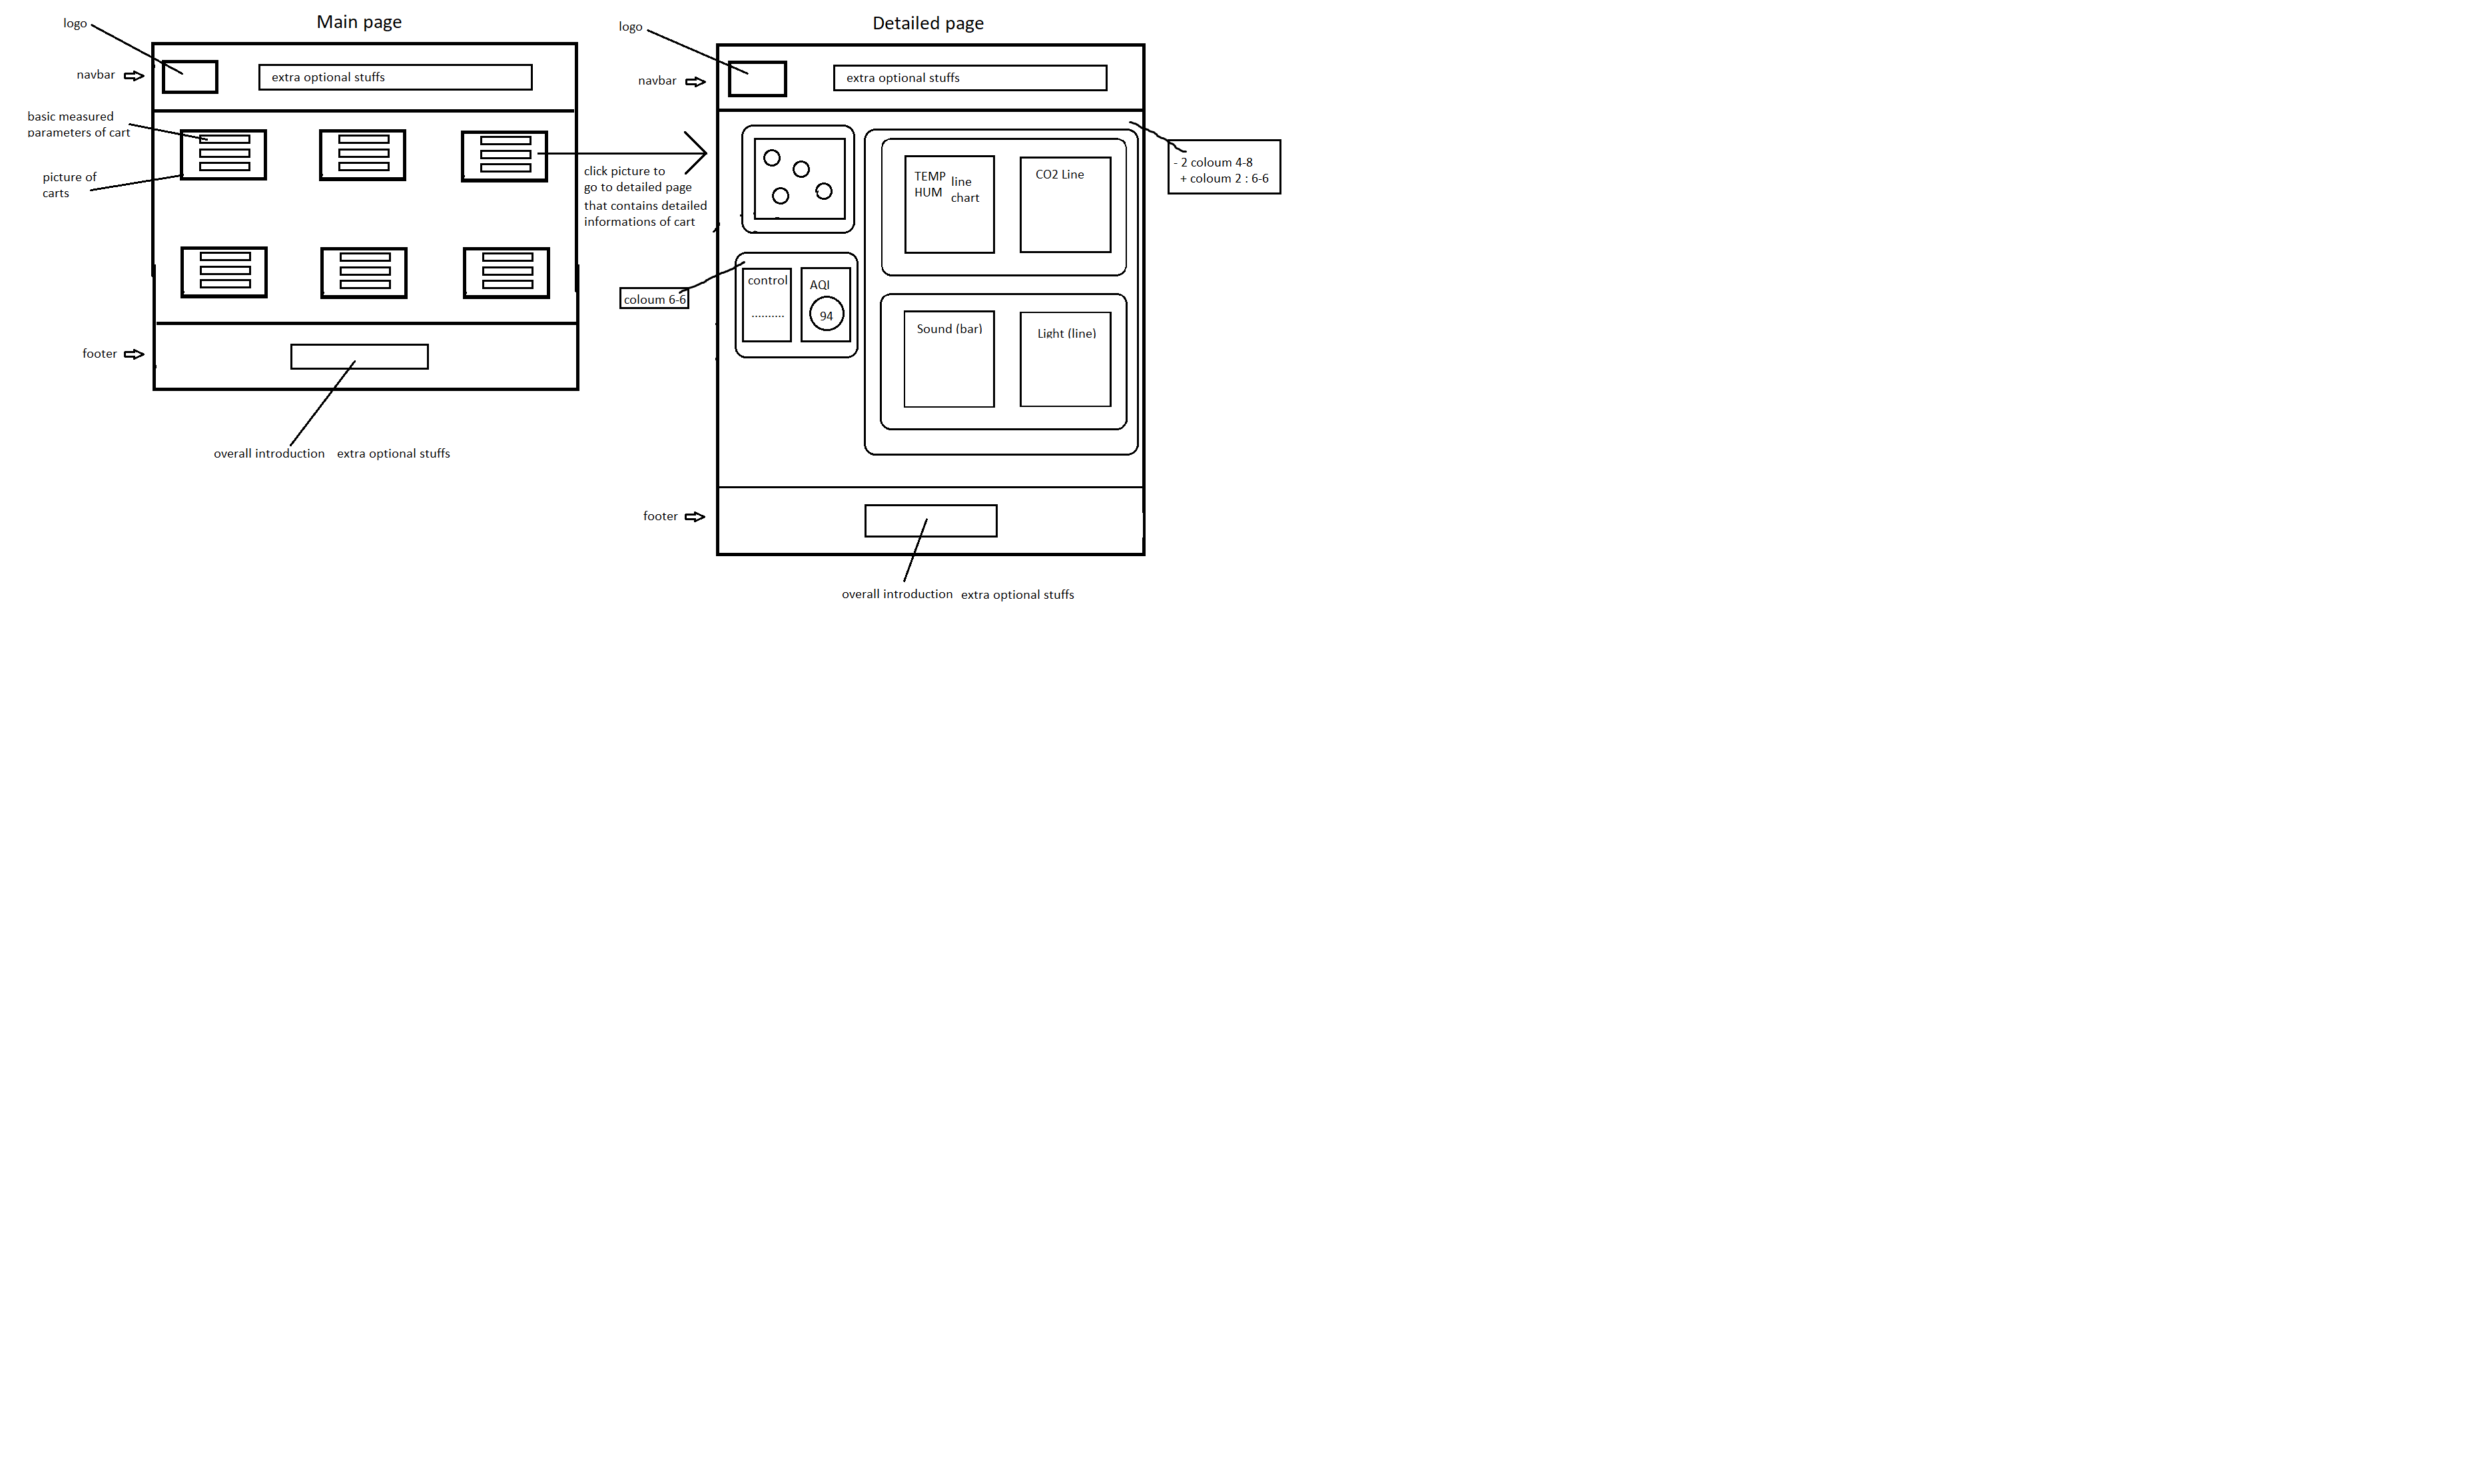 Main page
logo
navbar
extra optional stuffs
basic measured
parameters of cart
picture of
carts
click picture to
go to detailed page
that contains detailed
informations of cart
footer
overall introduction extra optional stuffs
Detailed page
logo
navbar
extra optional stuffs
- 2 coloum 4-8
+ coloum 2 : 6-6
TEMP
HUM
line
chart
CO2 Line
coloum 6-6
control
..........
AQI
94
Sound (bar)
Light (line)
footer
overall introduction extra optional stuffs